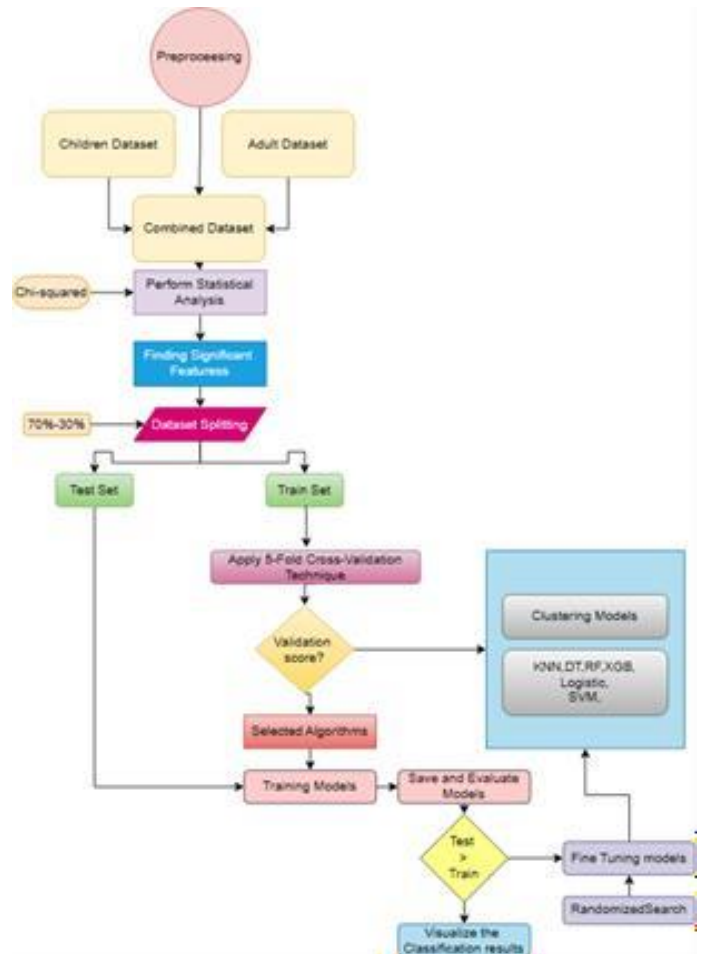 Preproceesing
Children Dataset
Adult Dataset
Combined Dataset
Chi-squared
Perform Statistical
Analysis
Finding Significant
Featuress
70%-30%
Dataset Splitting
Test Set
Train Set
Apply 5-Fold Cross-Validation
Technique
Clustering Models
Validation
score?
KNN,DT,RF,XGB,
Logistic,
SVM,
Selected Algorithms
Training Models
Save and Evaluate
Models
Test
>
Train
Fine Tuning models
RandomizedSearch
Visualize the
Classification results